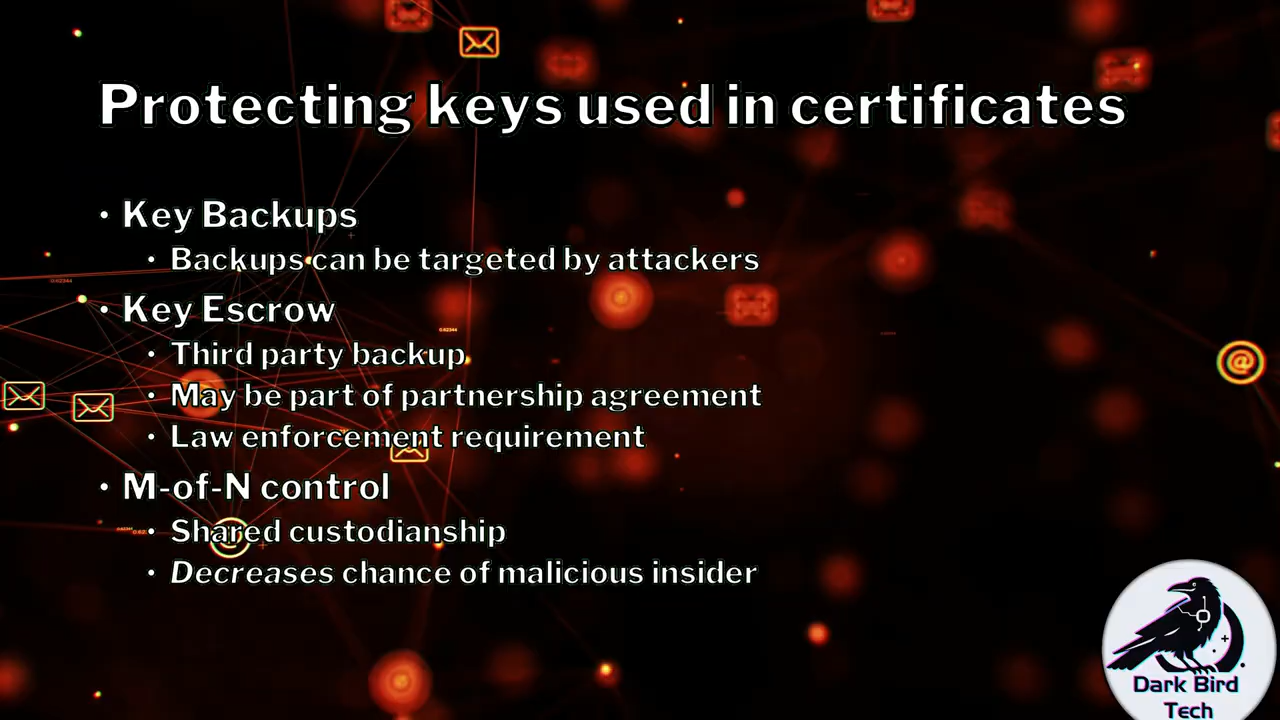 Protecting keys used in certificates
• Key Backups
• Backups can be targeted by attackers
• Key Escrow
• Third party backup
• May be part of partnership agreement
• Law enforcement requirement
• M-of-N control
• Shared custodianship
• Decreases chance of malicious insider
Dark Bird
Tech